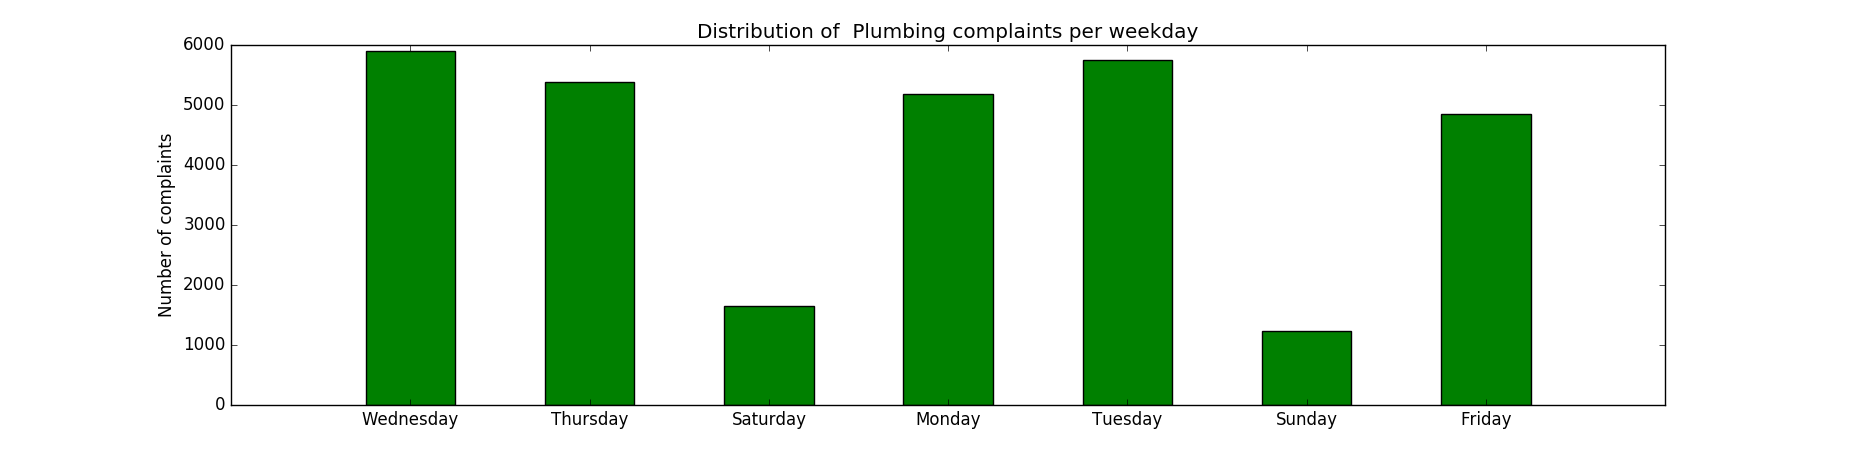 Distribution of  Plumbing complaints per weekday
Number of complaints
6000
5000
4000
3000
2000
1000
0
Wednesday Thursday Saturday Monday Tuesday Sunday Friday